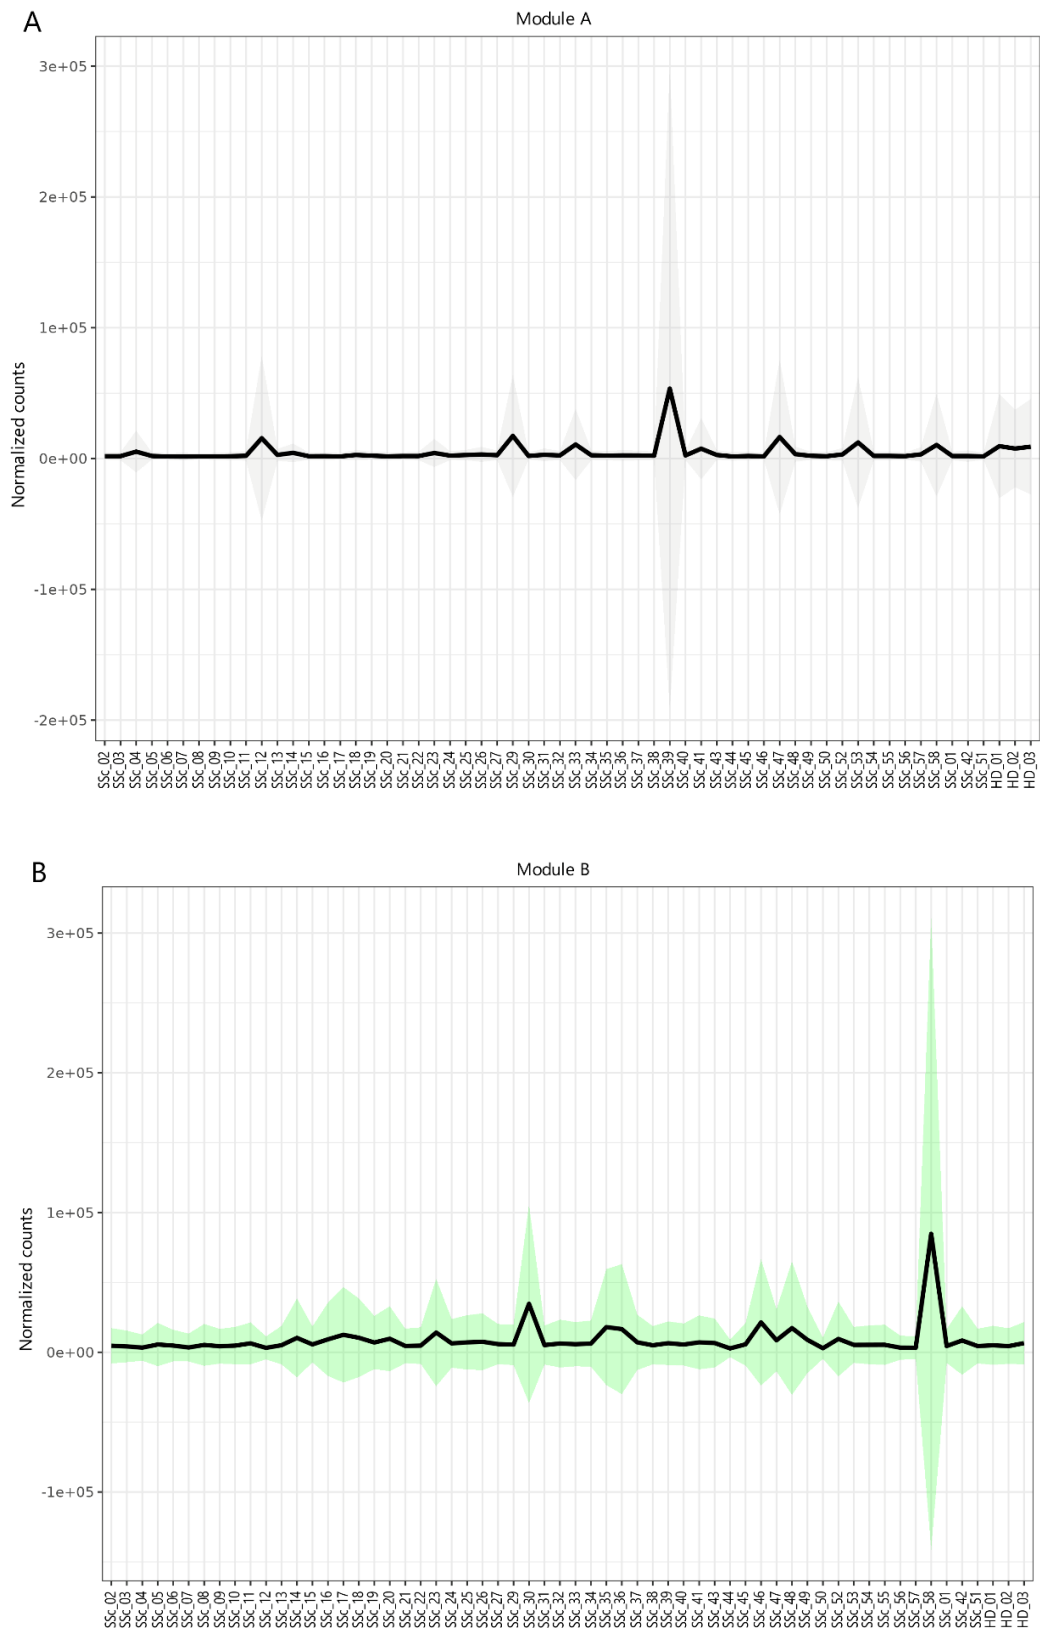 A
Module A
Normalized counts
3e+05
2e+05
1e+05
0e+00
-1e+05
-2e+05
SSc_02 SSc_03 SSc_04 SSc_05 SSc_06 SSc_07 SSc_08 SSc_09 SSc_10 SSc_11 SSc_12 SSc_13 SSc_14 SSc_15 SSc_16 SSc_17 SSc_18 SSc_19 SSc_20 SSc_21 SSc_22 SSc_23 SSc_24 SSc_25 SSc_26 SSc_27 SSc_29 SSc_30 SSc_31 SSc_32 SSc_33 SSc_34 SSc_35 SSc_36 SSc_37 SSc_38 SSc_39 SSc_40 SSc_41 SSc_43 SSc_44 SSc_45 SSc_46 SSc_47 SSc_48 SSc_49 SSc_50 SSc_52 SSc_53 SSc_54 SSc_55 SSc_56 SSc_57 SSc_58 SSc_01 SSc_42 SSc_51 HD_01 HD_02 HD_03
B
Module B
Normalized counts
3e+05
2e+05
1e+05
0e+00
-1e+05
SSc_02 SSc_03 SSc_04 SSc_05 SSc_06 SSc_07 SSc_08 SSc_09 SSc_10 SSc_11 SSc_12 SSc_13 SSc_14 SSc_15 SSc_16 SSc_17 SSc_18 SSc_19 SSc_20 SSc_21 SSc_22 SSc_23 SSc_24 SSc_25 SSc_26 SSc_27 SSc_29 SSc_30 SSc_31 SSc_32 SSc_33 SSc_34 SSc_35 SSc_36 SSc_37 SSc_38 SSc_39 SSc_40 SSc_41 SSc_43 SSc_44 SSc_45 SSc_46 SSc_47 SSc_48 SSc_49 SSc_50 SSc_52 SSc_53 SSc_54 SSc_55 SSc_56 SSc_57 SSc_58 SSc_01 SSc_42 SSc_51 HD_01 HD_02 HD_03